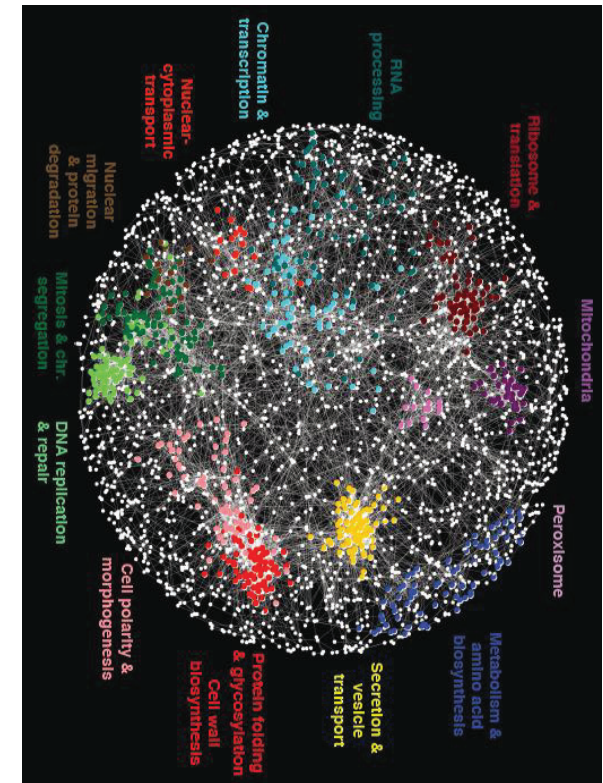 Ribosome &
translation
RNA
processing
Chromatin &
transcription
Nuclear-
cytoplasmic
transport
Nuclear
migration
& protein
degradation
Mitosis & chr.
segregation
DNA replication
& repair
Cell polarity &
morphogenesis
Protein folding
& glycosylation
Cell wall
biosynthesis
Secretion &
vesicle
transport
Metabolism &
amino acid
biosynthesis
Peroxisome
Mitochondria